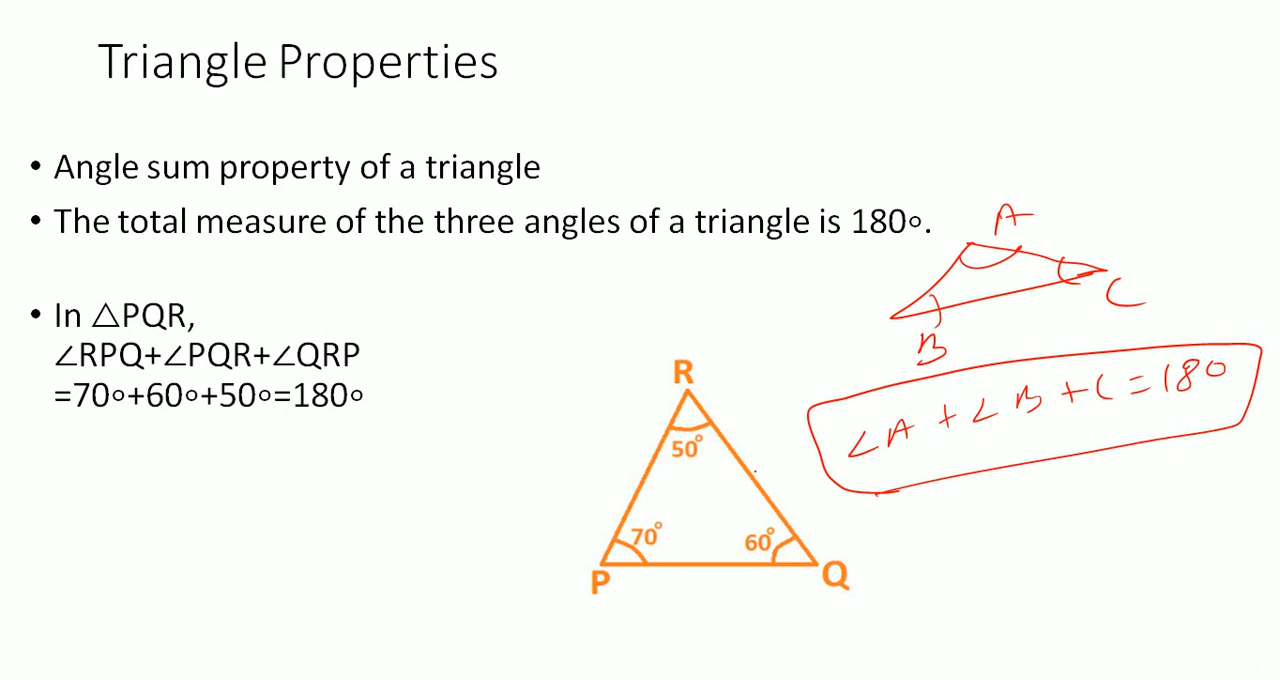 Triangle Properties
• Angle sum property of a triangle
• The total measure of the three angles of a triangle is 180∘.
• In △PQR,
∠RPQ+∠PQR+∠QRP
=70∘+60∘+50∘=180∘
A
C
B
∠A + ∠B + C = 180
R
50°
70°
60°
P
Q